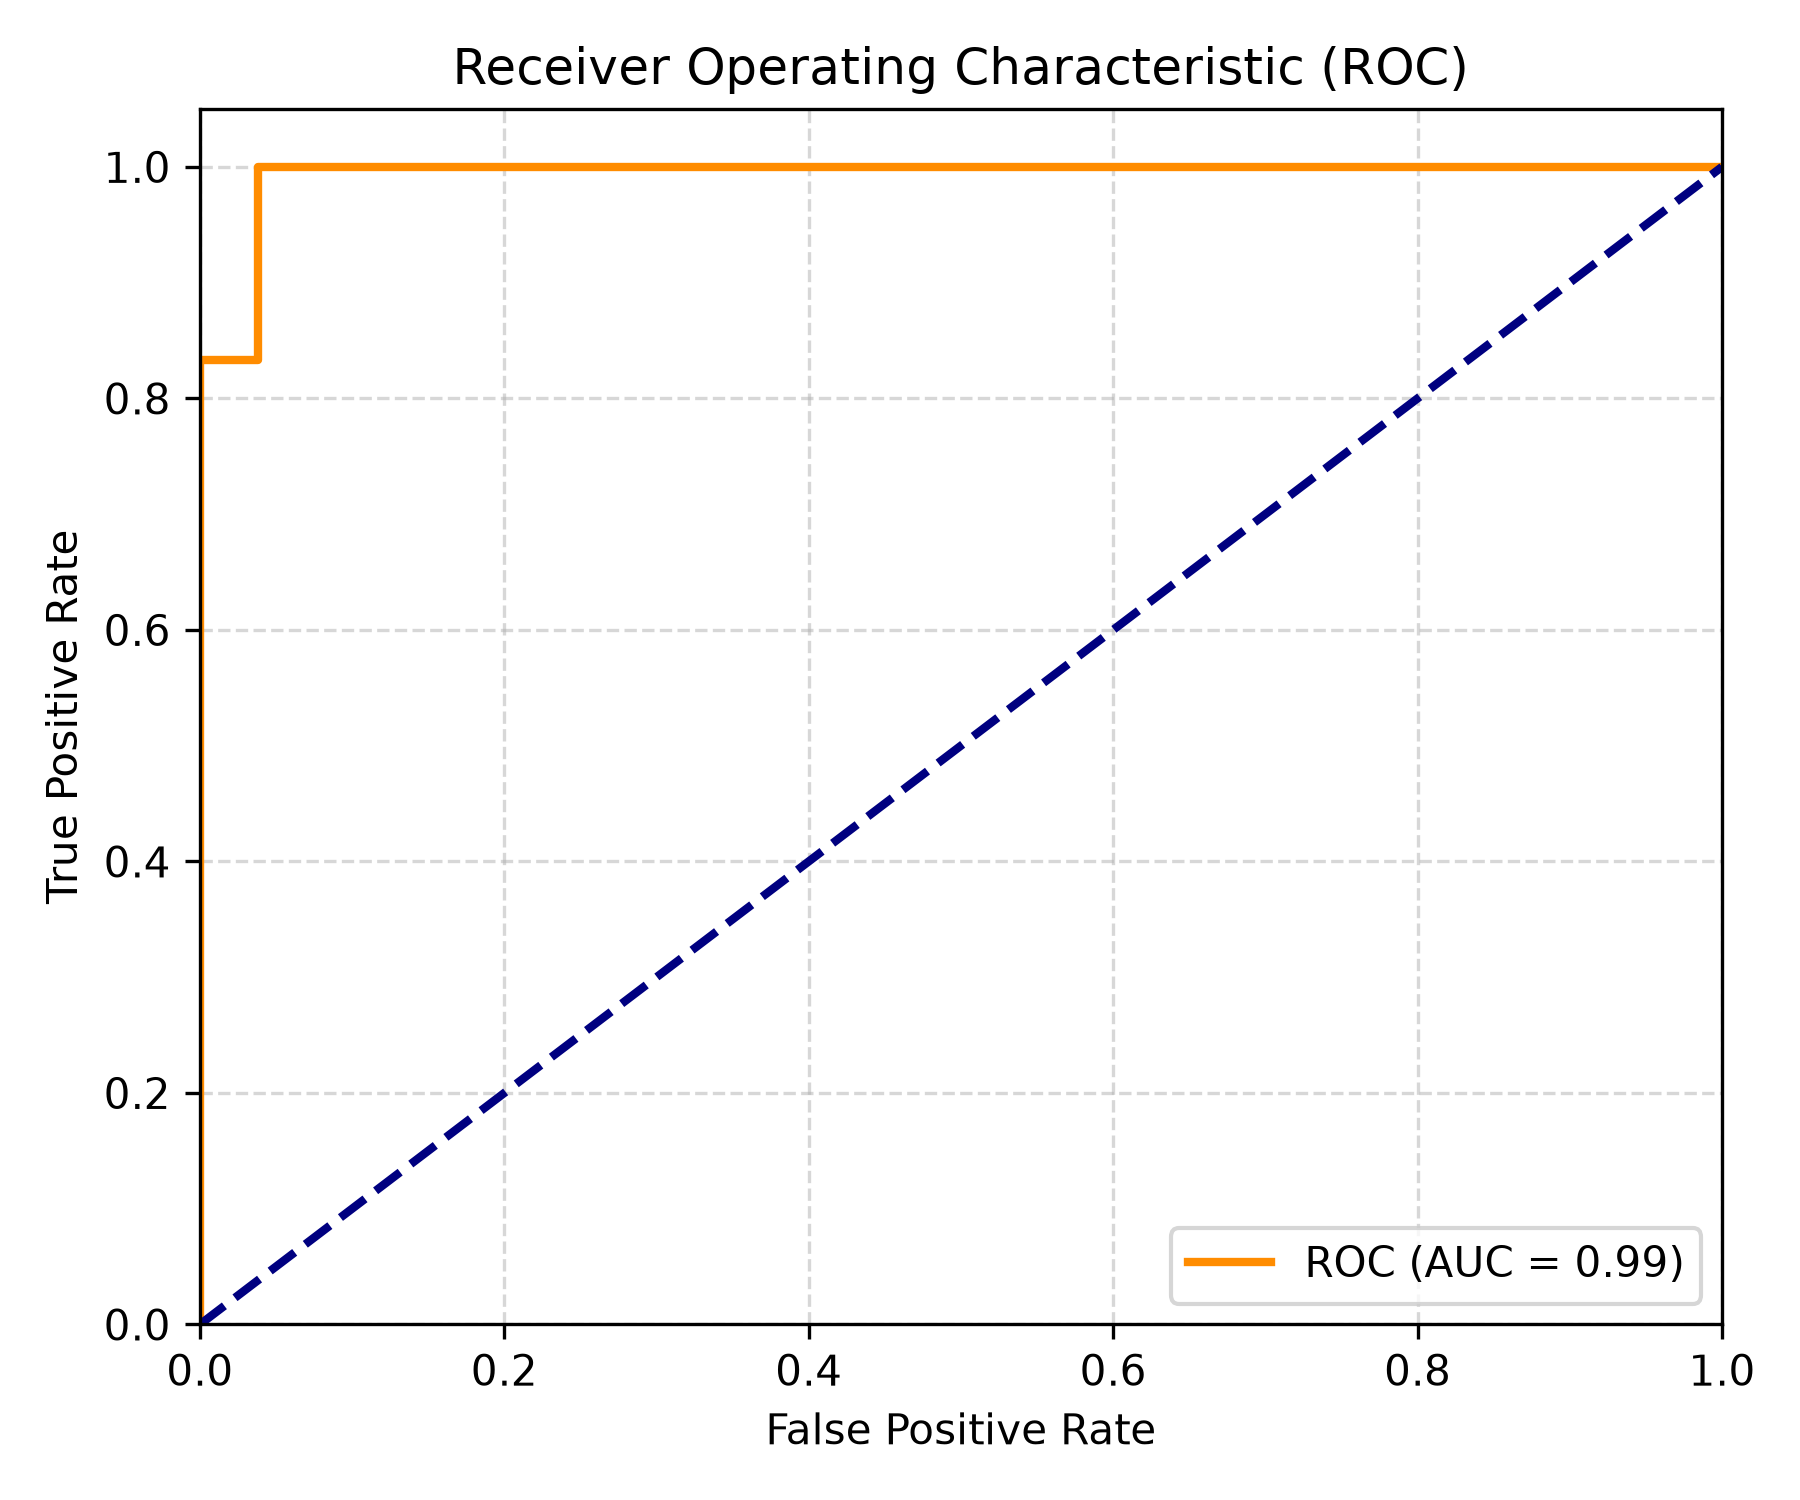 Receiver Operating Characteristic (ROC)
1.0
0.8
0.6
0.4
0.2
0.0
True Positive Rate
ROC (AUC = 0.99)
0.0 0.2 0.4 0.6 0.8 1.0
False Positive Rate